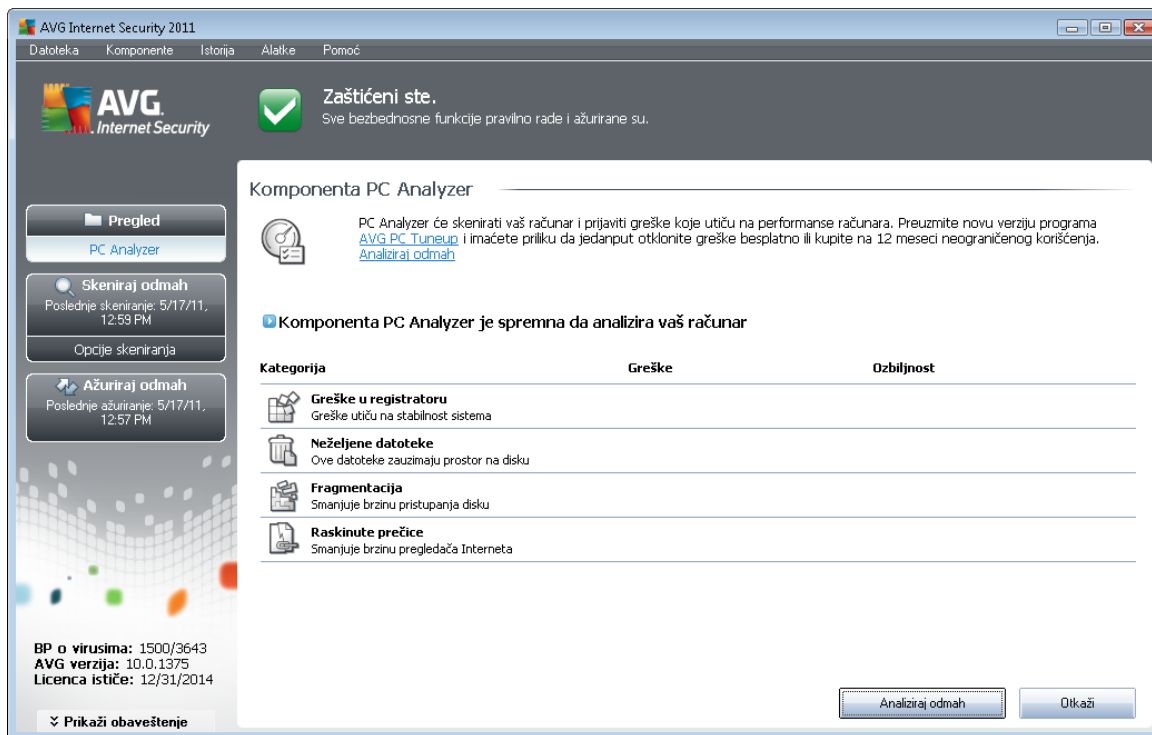 AVG Internet Security 2011
Datoteka Komponente Istorija Alatke Pomoć
AVG.
Internet Security
Zaštićeni ste.
Sve bezbednosne funkcije pravilno rade i ažurirane su.
Pregled
PC Analyzer
Skeniraj odmah
Poslednje skeniranje: 5/17/11,
12:59 PM
Opcije skeniranja
Ažuriraj odmah
Poslednje ažuriranje: 5/17/11,
12:57 PM
BP o virusima: 1500/3643
AVG verzija: 10.0.1375
Licenca ističe: 12/31/2014
Prikaži obaveštenje
Komponenta PC Analyzer
PC Analyzer će skenirati vaš računar i prijaviti greške koje utiču na performanse računara. Preuzmite novu verziju programa
AVG PC Tuneup i imaćete priliku da jedanput otklonite greške besplatno ili kupite na 12 meseci neograničenog korišćenja.
Analiziraj odmah
Komponenta PC Analyzer je spremna da analizira vaš računar
Kategorija Greške Ozbiljnost
Greške u registratoru
Greške utiču na stabilnost sistema
Neželjene datoteke
Ove datoteke zauzimaju prostor na disku
Fragmentacija
Smanjuje brzinu pristupanja disku
Raskinute prečice
Smanjuje brzinu pregledača Interneta
Analiziraj odmah Otkaži